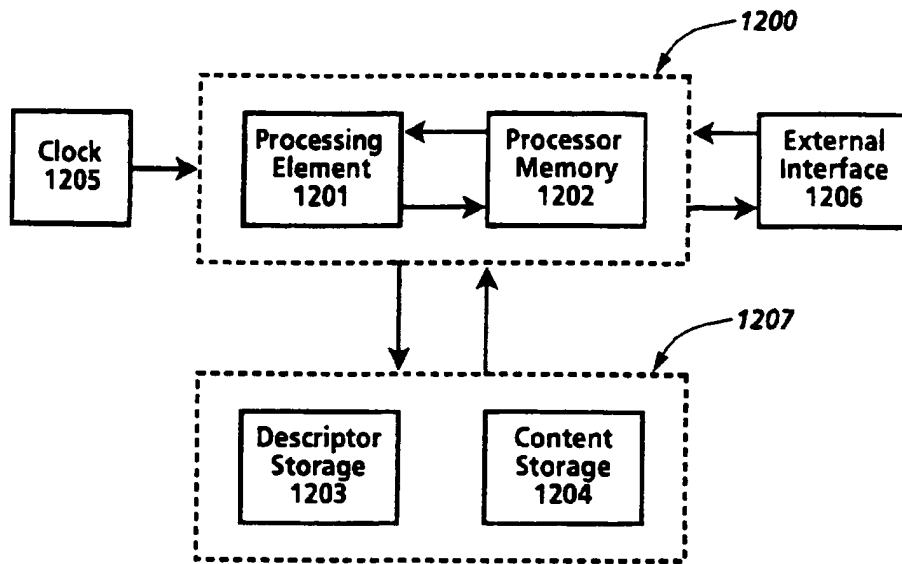 1200
Clock
1205
Processing
Element
1201
Processor
Memory
1202
External
Interface
1206
1207
Descriptor
Storage
1203
Content
Storage
1204